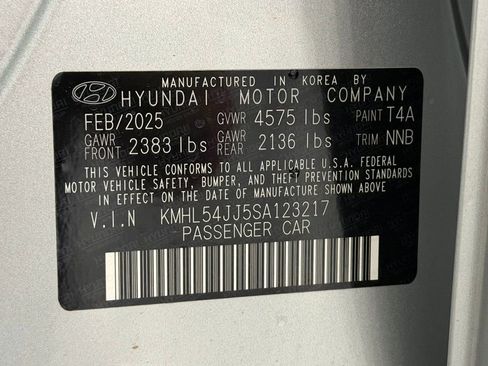 MANUFACTURED IN KOREA BY
HYUNDAI MOTOR COMPANY
FEB/2025 GVWR 4575 lbs PAINT T4A
GAWR FRONT 2383 lbs GAWR REAR 2136 lbs TRIM NNB
THIS VEHICLE CONFORMS TO ALL APPLICABLE U.S.A. FEDERAL
MOTOR VEHICLE SAFETY, BUMPER, AND THEFT PREVENTION STANDARDS
IN EFFECT ON THE DATE OF MANUFACTURE SHOWN ABOVE.
V.I.N KMHL54JJ5SA123217
PASSENGER CAR